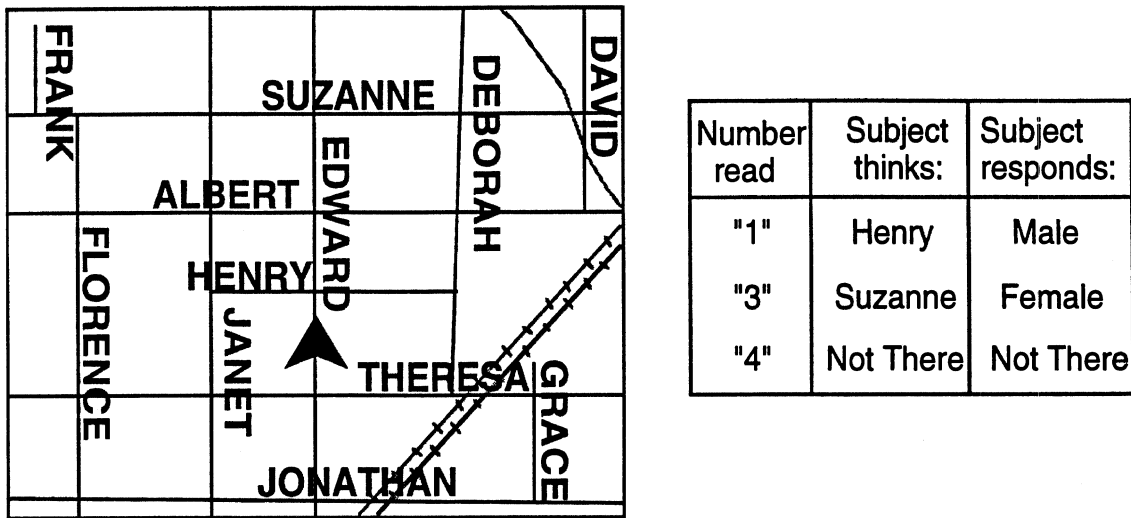 FRANK
SUZANNE
DEBORAH
DAVID
ALBERT
EDWARD
FLORENCE
HENRY
JANET
THERESA
GRACE
JONATHAN
Number read
Subject thinks:
Subject responds:
"1" Henry Male
"3" Suzanne Female
"4" Not There Not There